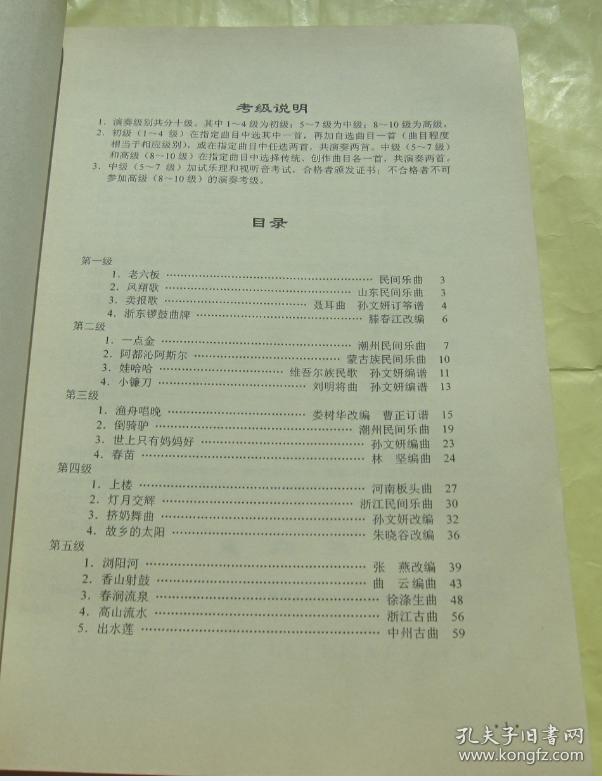 考级说明
1. 演奏级别共分十级。其中1~4级为初级；5~7级为中级；8~10级为高级。
2. 初级（1~4级）在指定曲目中选其中一首，再加自选曲目一首（曲目程度
相当于相应级别），或在指定曲目中任选两首，共演奏两首。中级（5~7级）
和高级（8~10级）在指定曲目中选择传统、创作曲目各一首，共演奏两首。
3. 中级（5~7级）加试乐理和视听音考试，合格者颁发证书；不合格者不可
参加高级（8~10级）的演奏考级。
目录
第一级
1. 老六板 …… 民间乐曲 3
2. 凤翔歌 …… 山东民间乐曲 3
3. 卖报歌 …… 聂耳曲 孙文妍订筝谱 4
4. 浙东锣鼓曲牌 …… 滕春江改编 6
第二级
1. 一点金 …… 潮州民间乐曲 7
2. 阿都沁阿斯尔 …… 蒙古族民间乐曲 10
3. 娃哈哈 …… 维吾尔族民歌 孙文妍编谱 11
4. 小镰刀 …… 刘明将曲 孙文妍编谱 13
第三级
1. 渔舟唱晚 …… 娄树华改编 曹正订谱 15
2. 倒骑驴 …… 潮州民间乐曲 19
3. 世上只有妈妈好 …… 孙文妍编曲 23
4. 春苗 …… 林 坚编曲 24
第四级
1. 上楼 …… 河南板头曲 27
2. 灯月交辉 …… 浙江民间乐曲 30
3. 挤奶舞曲 …… 孙文妍改编 32
4. 故乡的太阳 …… 朱晓谷改编 36
第五级
1. 浏阳河 …… 张 燕改编 39
2. 香山射鼓 …… 曲 云编曲 43
3. 春涧流泉 …… 徐涤生曲 48
4. 高山流水 …… 浙江古曲 56
5. 出水莲 …… 中州古曲 59
· 1 ·
孔夫子旧书网
www.kongfz.com